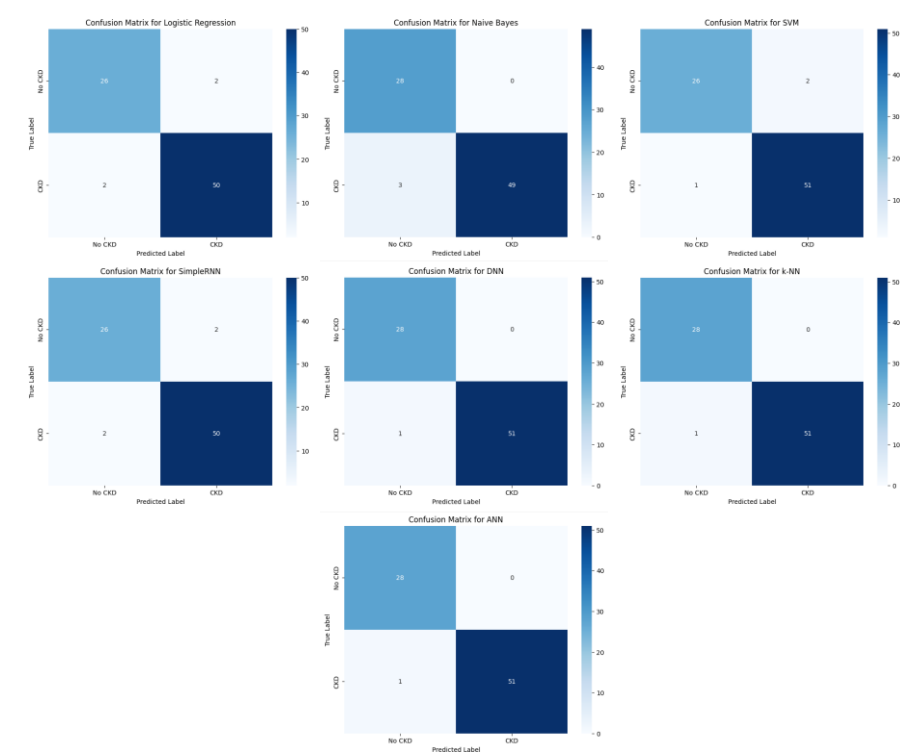 Confusion Matrix for Logistic Regression
No CKD
CKD
True Label
26
2
2
50
No CKD
CKD
Predicted Label
50
40
30
20
10
Confusion Matrix for Naive Bayes
No CKD
CKD
True Label
28
0
3
49
No CKD
CKD
Predicted Label
40
30
20
10
0
Confusion Matrix for SVM
No CKD
CKD
True Label
26
2
1
51
No CKD
CKD
Predicted Label
50
40
30
20
10
Confusion Matrix for SimpleRNN
No CKD
CKD
True Label
26
2
2
50
No CKD
CKD
Predicted Label
50
40
30
20
10
Confusion Matrix for DNN
No CKD
CKD
True Label
28
0
1
51
No CKD
CKD
Predicted Label
50
40
30
20
10
0
Confusion Matrix for k-NN
No CKD
CKD
True Label
28
0
1
51
No CKD
CKD
Predicted Label
50
40
30
20
10
0
Confusion Matrix for ANN
No CKD
CKD
True Label
28
0
1
51
No CKD
CKD
Predicted Label
50
40
30
20
10
0